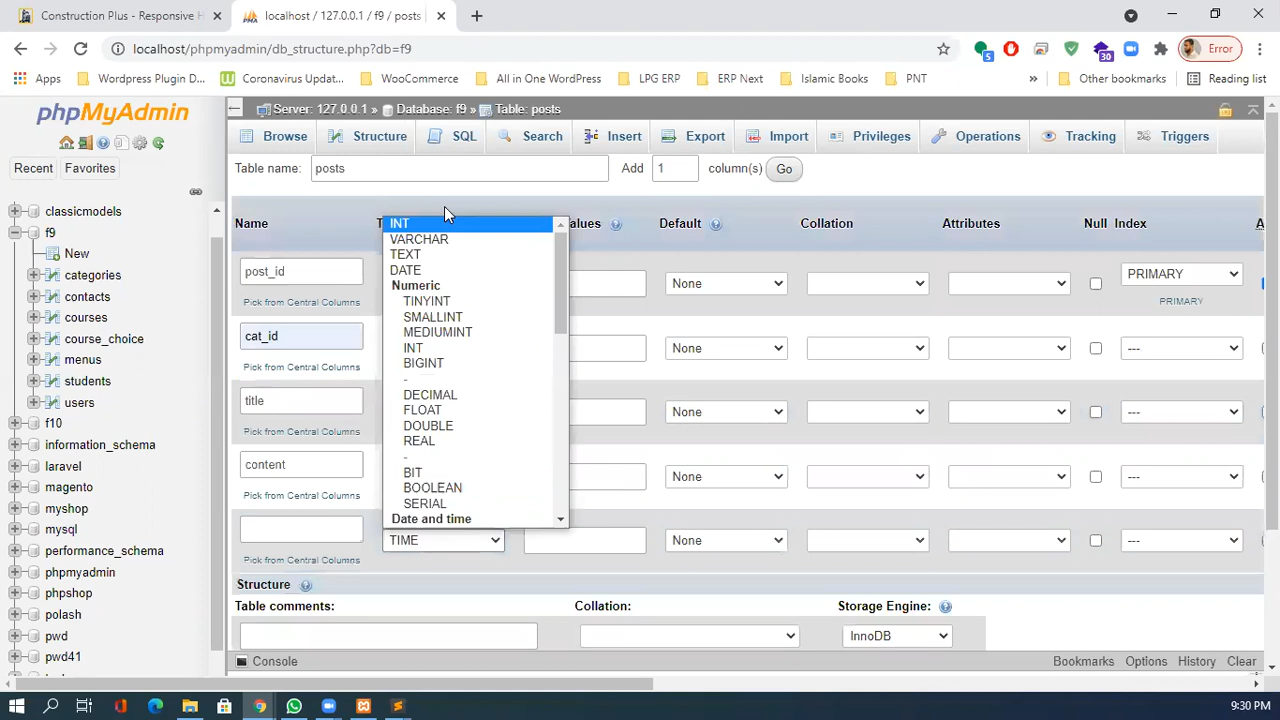 Construction Plus - Responsive H
localhost / 127.0.0.1 / f9 / posts
localhost/phpmyadmin/db_structure.php?db=f9
5
30
Error
Apps
Wordpress Plugin D...
Coronavirus Updat...
WooCommerce
All in One WordPress
LPG ERP
ERP Next
Islamic Books
PNT
»
Other bookmarks
Reading list
phpMyAdmin
Recent
Favorites
classicmodels
f9
New
categories
contacts
courses
course_choice
menus
students
users
f10
information_schema
laravel
magento
myshop
mysql
performance_schema
phpmyadmin
phpshop
polash
pwd
pwd41
Server: 127.0.0.1 » Database: f9 » Table: posts
Browse
Structure
SQL
Search
Insert
Export
Import
Privileges
Operations
Tracking
Triggers
Table name: posts Add 1 column(s) Go
Name
Default
Collation
Attributes
Null Index
post_id
None
PRIMARY
Pick from Central Columns
PRIMARY
cat_id
None
---
Pick from Central Columns
title
None
---
Pick from Central Columns
content
None
---
Pick from Central Columns
TIME
None
---
Pick from Central Columns
INT
VARCHAR
TEXT
DATE
Numeric
TINYINT
SMALLINT
MEDIUMINT
INT
BIGINT
-
DECIMAL
FLOAT
DOUBLE
REAL
-
BIT
BOOLEAN
SERIAL
Date and time
Structure
Table comments:
Collation:
Storage Engine:
InnoDB
Console
Bookmarks Options History Clear
9:30 PM